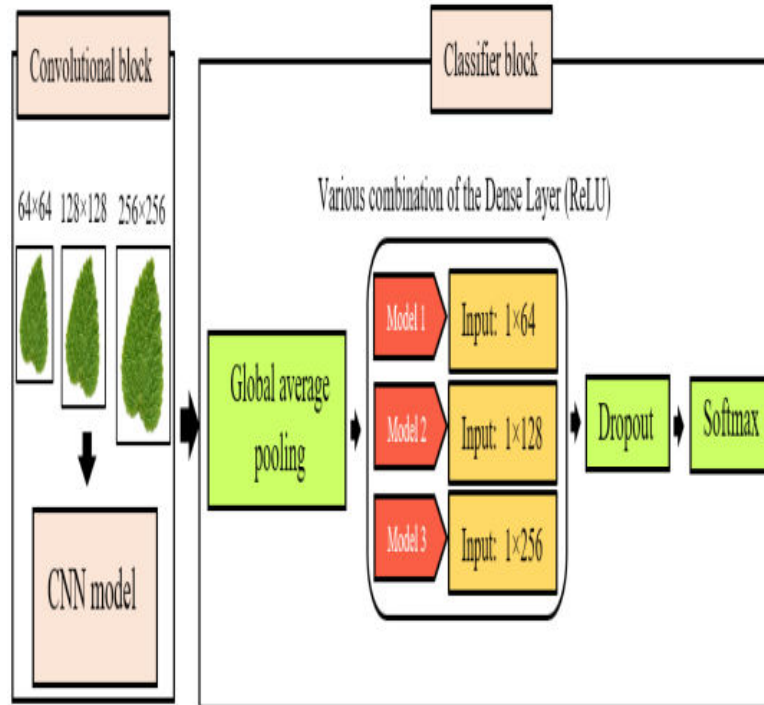 Convolutional block
64×64 128×128 256×256
CNN model
Classifier block
Various combination of the Dense Layer (ReLU)
Global average
pooling
Model 1
Input: 1×64
Model 2
Input: 1×128
Model 3
Input: 1×256
Dropout
Softmax